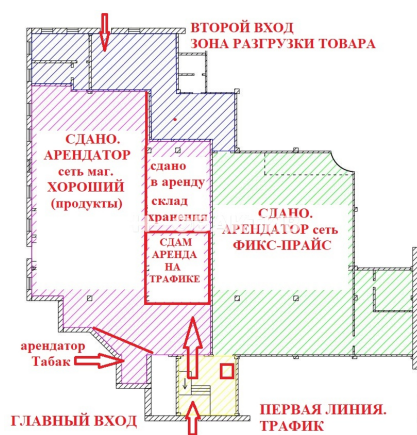 ВТОРОЙ ВХОД
ЗОНА РАЗГРУЗКИ ТОВАРА
СДАНО.
АРЕНДАТОР
сеть маг.
ХОРОШИЙ
(продукты)
сдано
в аренду
склад
хранения
СДАМ
АРЕНДА
НА
ТРАФИКЕ
СДАНО.
АРЕНДАТОР сеть
ФИКС-ПРАЙС
арендатор
Табак
ГЛАВНЫЙ ВХОД
ПЕРВАЯ ЛИНИЯ.
ТРАФИК